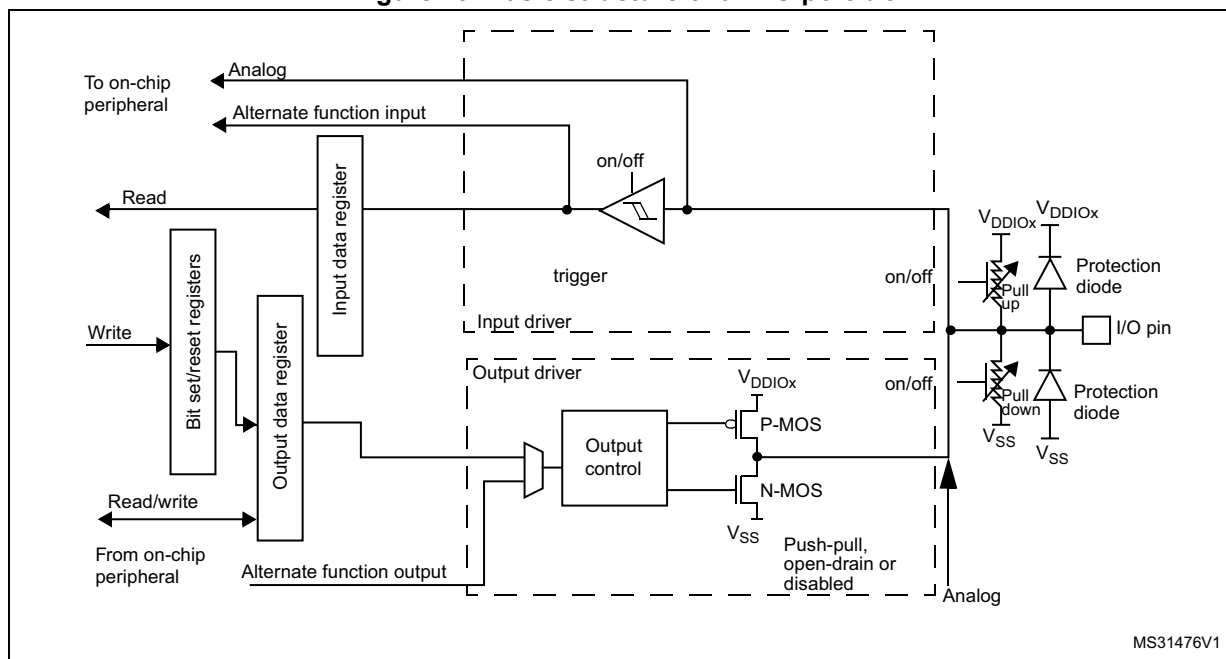 Analog
To on-chip
peripheral
Alternate function input
on/off
Input data register
Read
trigger
Input driver
VDDIOx
VDDIOx
on/off
Pull
up
Protection
diode
I/O pin
on/off
Pull
down
Protection
diode
VSS
VSS
Write
Bit set/reset registers
Output data register
Output driver
VDDIOx
P-MOS
Output
control
N-MOS
VSS
Read/write
From on-chip
peripheral
Alternate function output
Push-pull,
open-drain or
disabled
Analog
MS31476V1